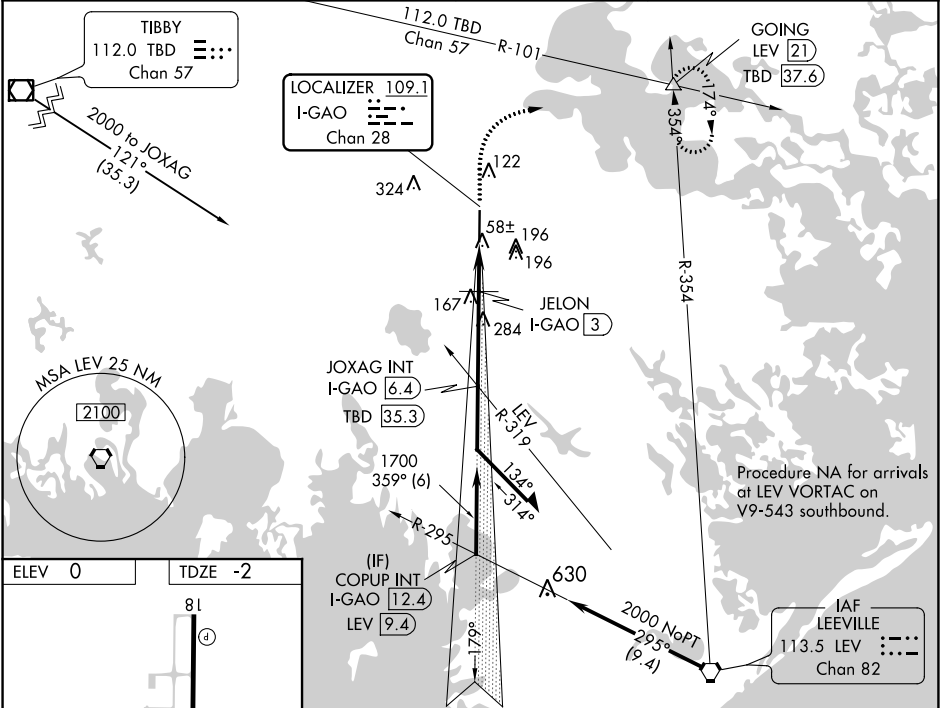 TIBBY
112.0 TBD
Chan 57
2000 to JOXAG
121°
(35.3)
112.0 TBD
Chan 57
R-101
GOING
LEV 21
TBD 37.6
174°
354°
LOCALIZER 109.1
I-GAO
Chan 28
122
324
58± 196
196
R-354
167
JELON
I-GAO 3
284
JOXAG INT
I-GAO 6.4
TBD 35.3
LEV
R-319
MSA LEV 25 NM
2100
1700
359° (6)
134°
314°
Procedure NA for arrivals
at LEV VORTAC on
V9-543 southbound.
R-295
(IF)
COPUP INT
I-GAO 12.4
LEV 9.4
630
2000 NoPT
295°
(9.4)
179°
IAF
LEEVILLE
113.5 LEV
Chan 82
ELEV 0
TDZE -2
18
P